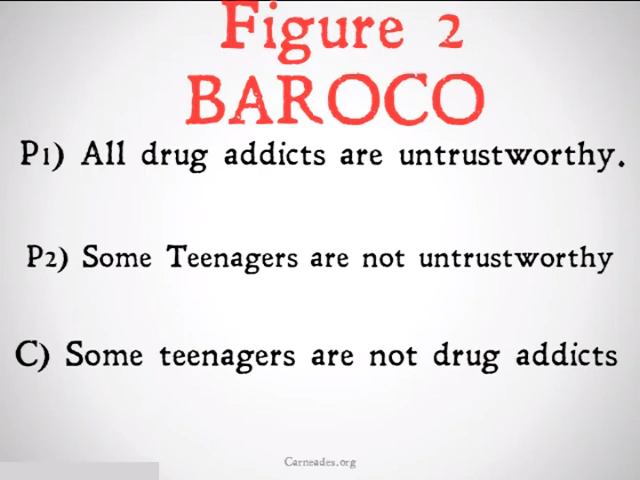 Figure 2
BAROCO
P1) All drug addicts are untrustworthy.
P2) Some Teenagers are not untrustworthy
C) Some teenagers are not drug addicts
Carneades.org